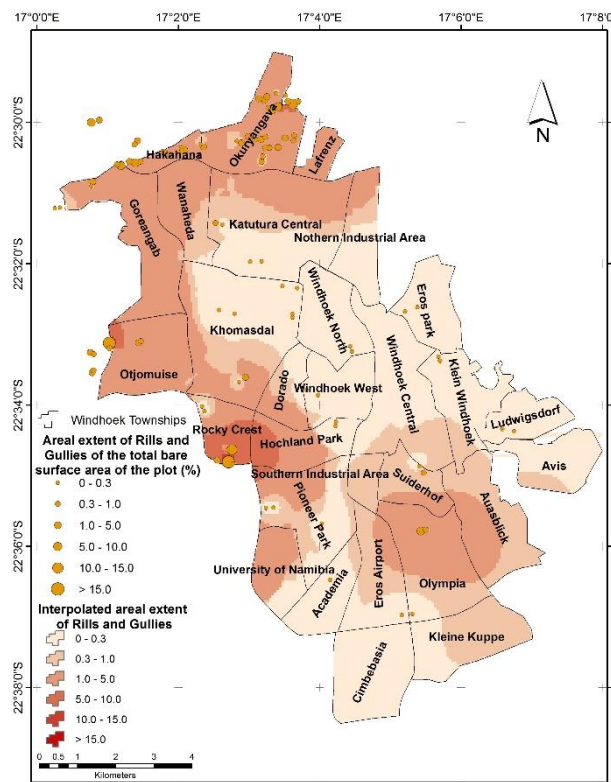 17°0'0"E 17°2'0"E 17°4'0"E 17°6'0"E 17°8'0
22°30'0"S
22°32'0"S
22°34'0"S
22°36'0"S
22°38'0"S
N
Okuryangava
Hakahana
Lafrenz
Goreangab
Wanaheda
Katutura Central
Nothern Industrial Area
Eros park
Khomasdal
Windhoek North
Otjomuise
Dorado
Windhoek West
Windhoek Central
Klein Windhoek
Ludwigsdorf
Rocky Crest
Hochland Park
Avis
Southern Industrial Area
Suiderhof
Auasblick
Pioneer Park
University of Namibia
Academia
Eros Airport
Olympia
Kleine Kuppe
Cimbebasia
Windhoek Townships
Areal extent of Rills and
Gullies of the total bare
surface area of the plot (%)
0 - 0.3
0.3 - 1.0
1.0 - 5.0
5.0 - 10.0
10.0 - 15.0
> 15.0
Interpolated areal extent
of Rills and Gullies
0 - 0.3
0.3 - 1.0
1.0 - 5.0
5.0 - 10.0
10.0 - 15.0
> 15.0
0 0.5 1 2 3 4
Kilometers